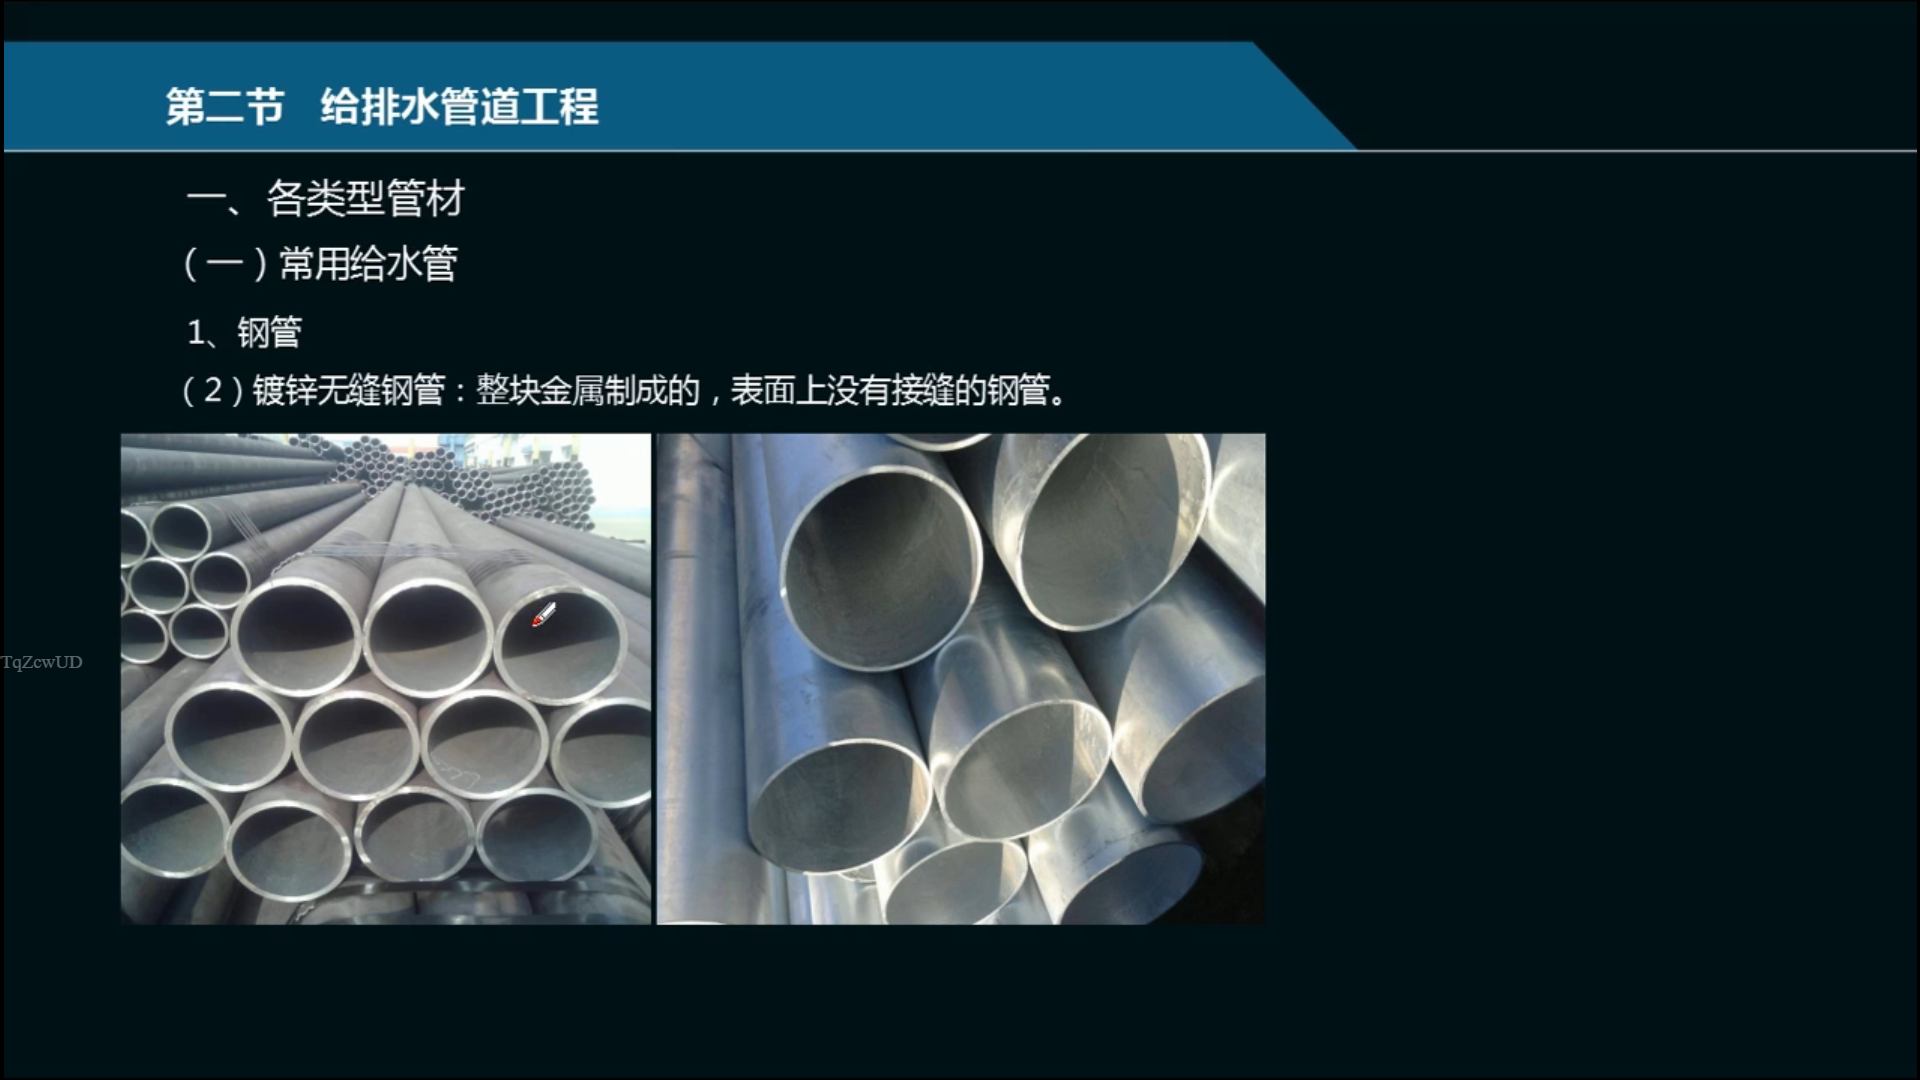 第二节 给排水管道工程
一、各类型管材
（一）常用给水管
1、钢管
（2）镀锌无缝钢管：整块金属制成的，表面上没有接缝的钢管。
TqZcwUD